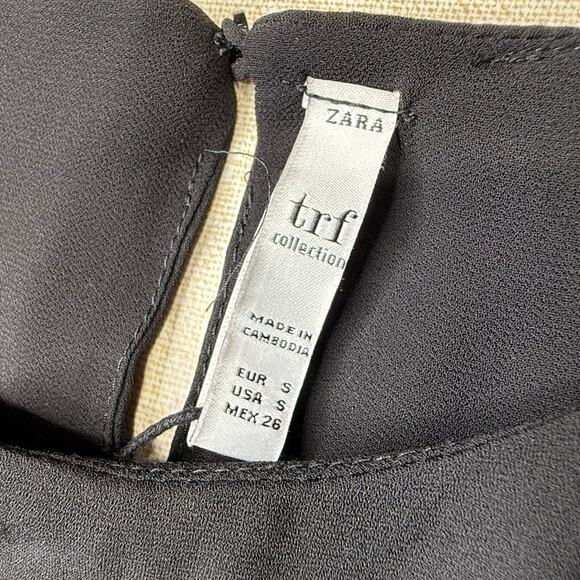 ZARA
trf
collection
MADE IN
CAMBODIA
EUR S
USA S
MEX 26